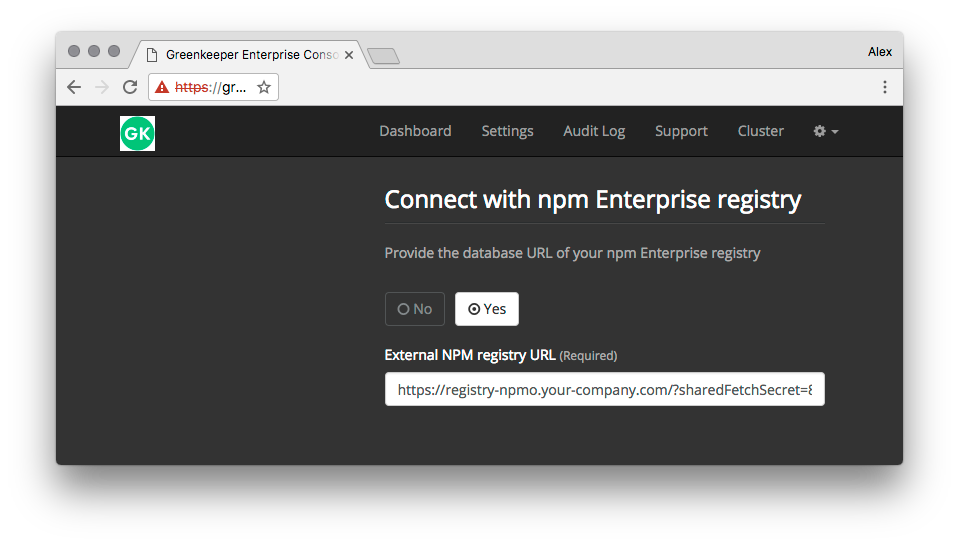 Greenkeeper Enterprise Conso
Alex
https://gr...
GK
Dashboard Settings Audit Log Support Cluster
Connect with npm Enterprise registry
Provide the database URL of your npm Enterprise registry
No Yes
External NPM registry URL (Required)
https://registry-npmo.your-company.com/?sharedFetchSecret=